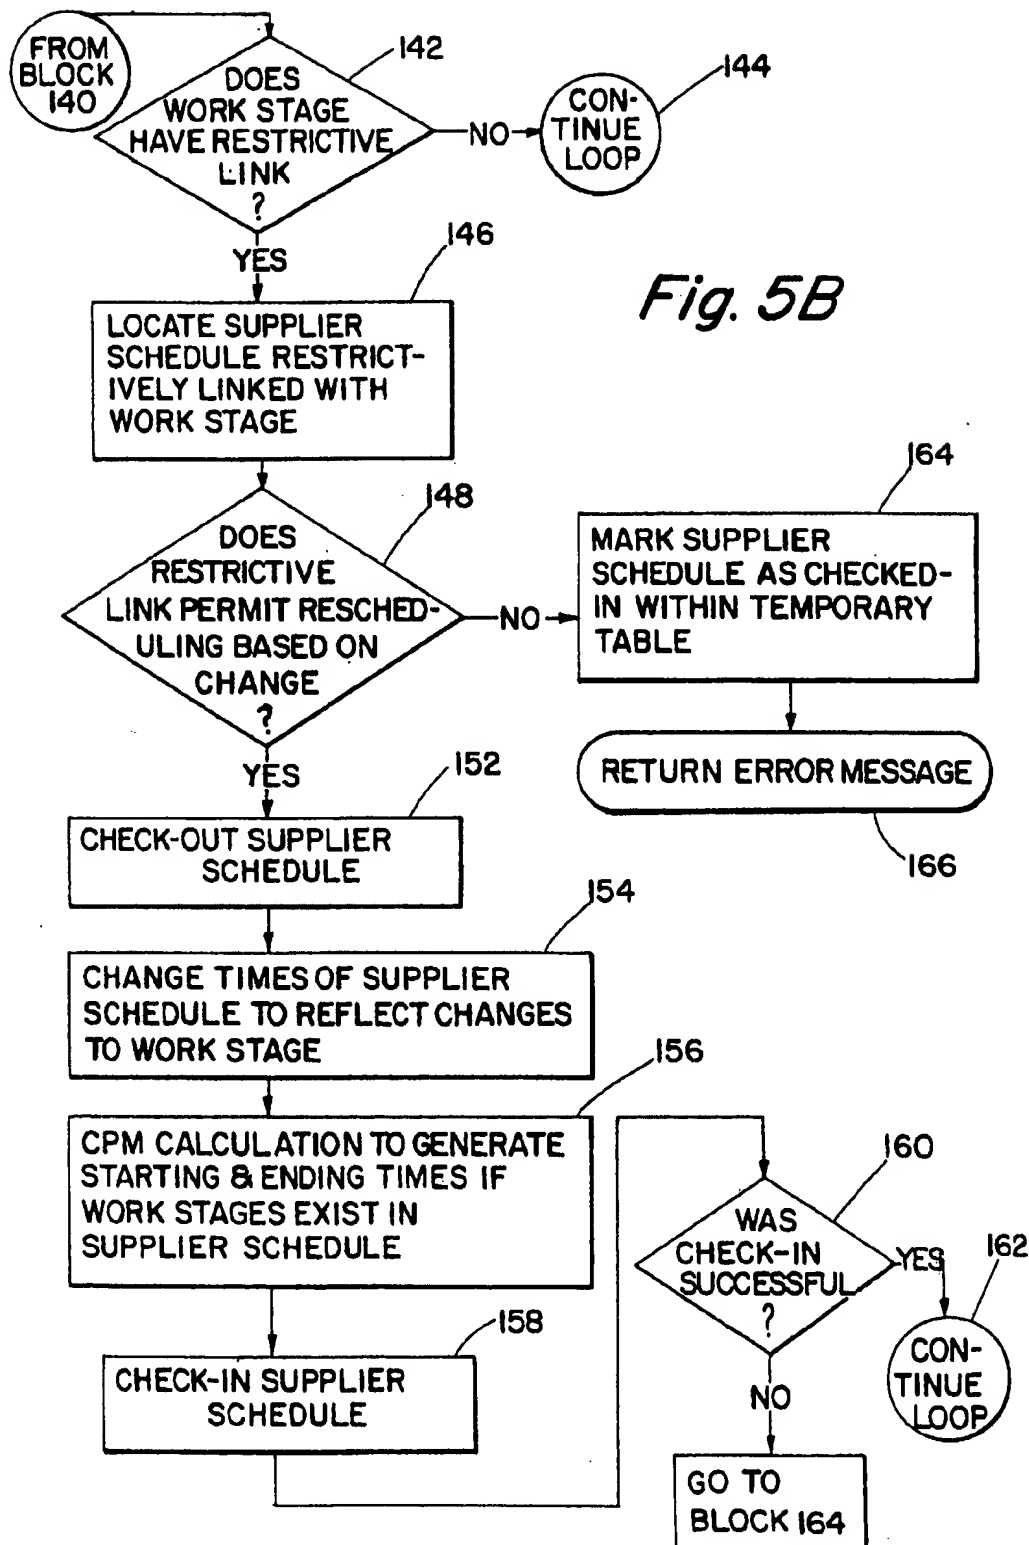 FROM
BLOCK
140
142
DOES
WORK STAGE
HAVE RESTRICTIVE
LINK
?
NO
144
CON-
TINUE
LOOP
YES
146
LOCATE SUPPLIER
SCHEDULE RESTRICT-
IVELY LINKED WITH
WORK STAGE
Fig. 5B
148
DOES
RESTRICTIVE
LINK PERMIT RESCHED-
ULING BASED ON
CHANGE
?
NO
164
MARK SUPPLIER
SCHEDULE AS CHECKED-
IN WITHIN TEMPORARY
TABLE
RETURN ERROR MESSAGE
166
YES
152
CHECK-OUT SUPPLIER
SCHEDULE
154
CHANGE TIMES OF SUPPLIER
SCHEDULE TO REFLECT CHANGES
TO WORK STAGE
156
CPM CALCULATION TO GENERATE
STARTING & ENDING TIMES IF
WORK STAGES EXIST IN
SUPPLIER SCHEDULE
158
CHECK-IN SUPPLIER
SCHEDULE
160
WAS
CHECK-IN
SUCCESSFUL
?
YES
162
CON-
TINUE
LOOP
NO
GO TO
BLOCK 164